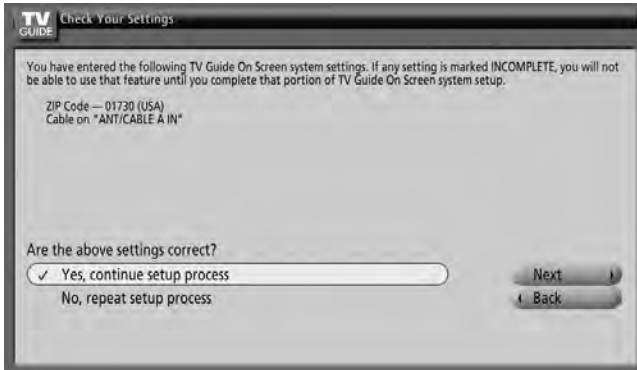 TV
GUIDE
Check Your Settings
You have entered the following TV Guide On Screen system settings. If any setting is marked INCOMPLETE, you will not
be able to use that feature until you complete that portion of TV Guide On Screen system setup.
ZIP Code — 01730 (USA)
Cable on "ANT/CABLE A IN"
Are the above settings correct?
✓ Yes, continue setup process
Next
No, repeat setup process
Back